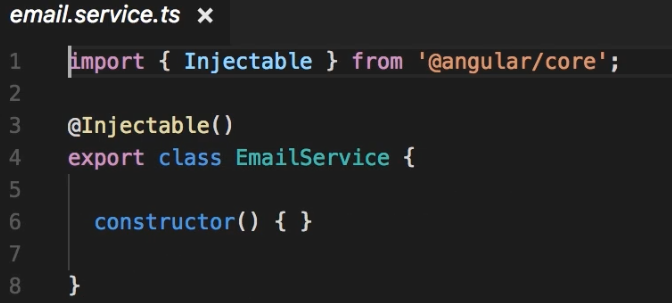 email.service.ts ×
1 import { Injectable } from '@angular/core';
2
3 @Injectable()
4 export class EmailService {
5
6 constructor() { }
7
8 }